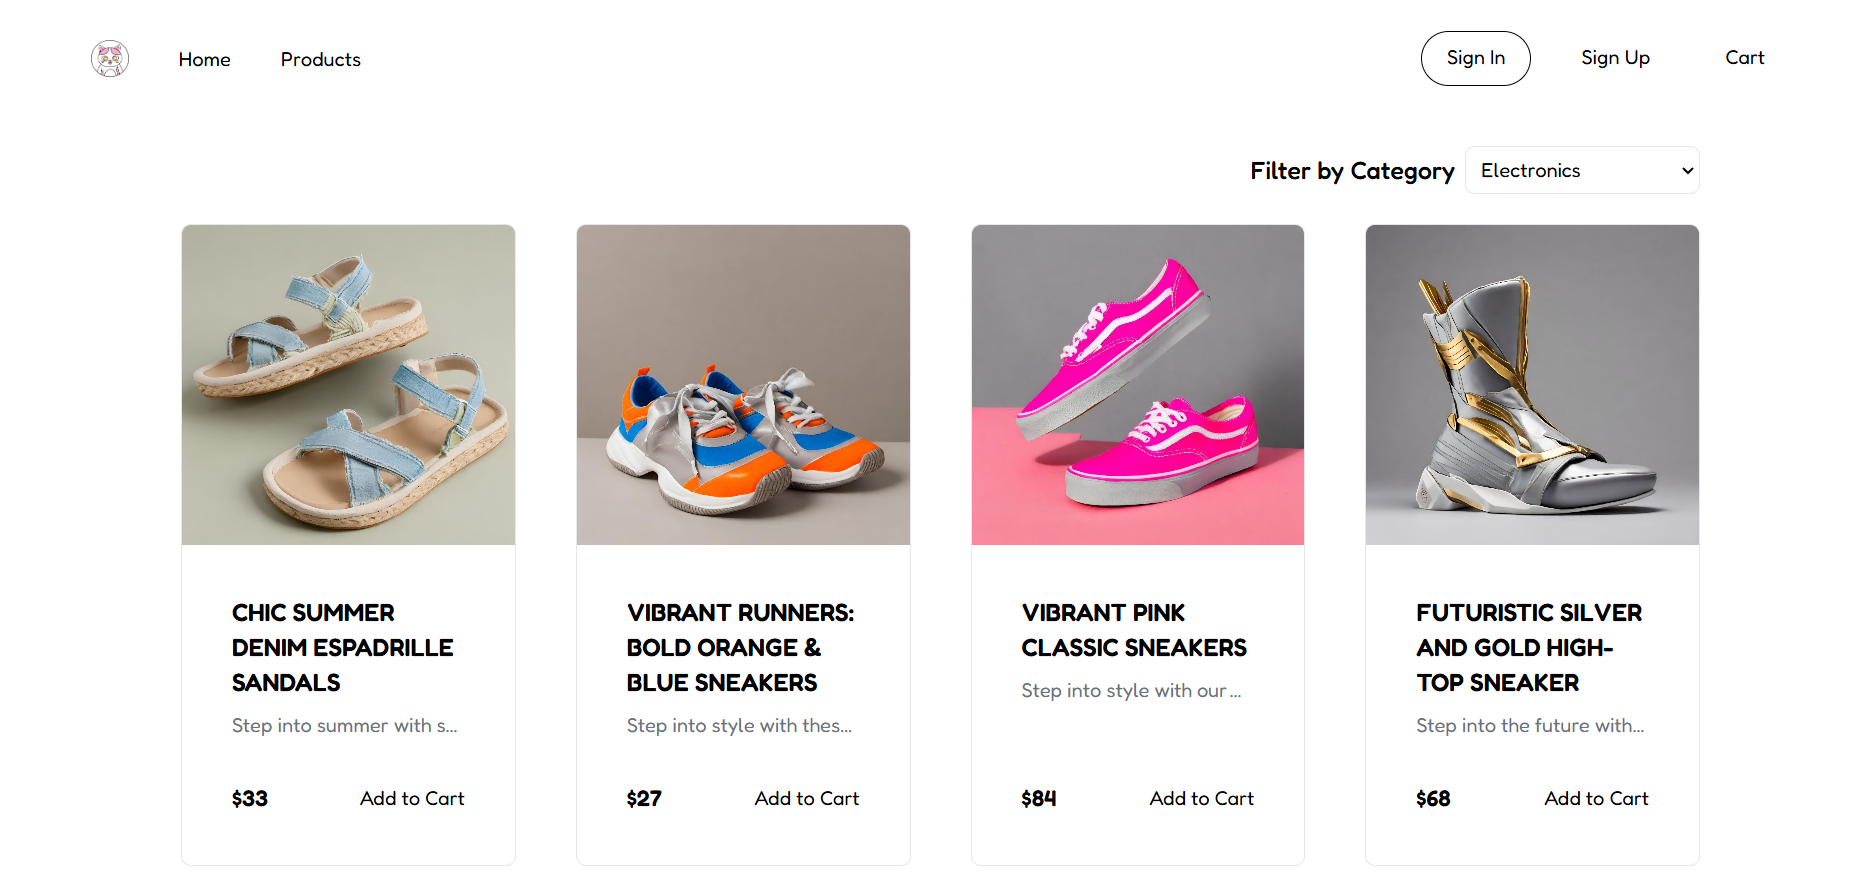 Home
Products
Sign In
Sign Up
Cart
Filter by Category
Electronics
CHIC SUMMER
DENIM ESPADRILLE
SANDALS
Step into summer with s...
$33
Add to Cart
VIBRANT RUNNERS:
BOLD ORANGE &
BLUE SNEAKERS
Step into style with thes...
$27
Add to Cart
VIBRANT PINK
CLASSIC SNEAKERS
Step into style with our ...
$84
Add to Cart
FUTURISTIC SILVER
AND GOLD HIGH-
TOP SNEAKER
Step into the future with...
$68
Add to Cart